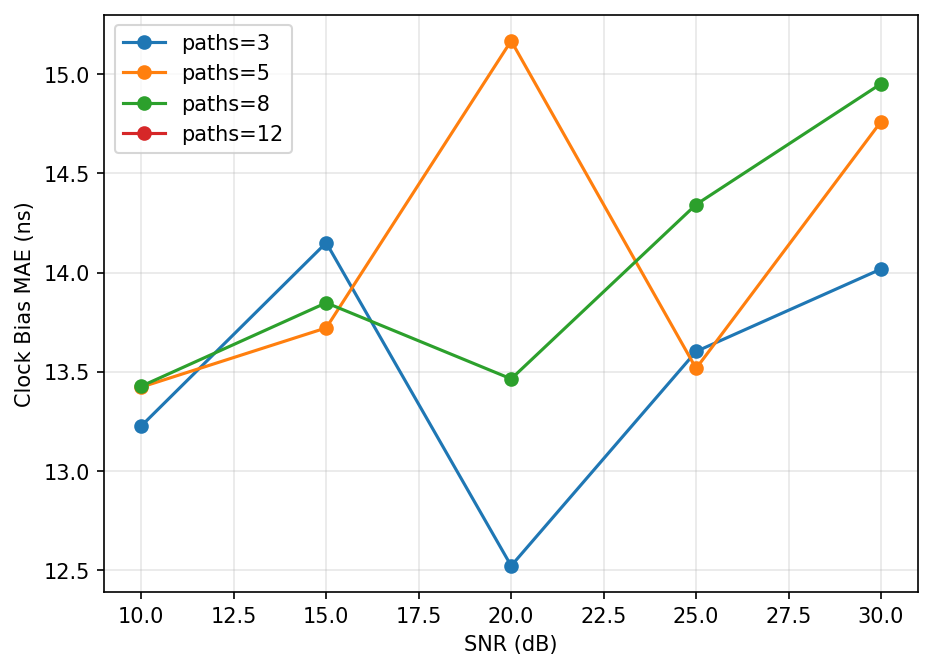 paths=3
paths=5
paths=8
paths=12
15.0
14.5
14.0
13.5
13.0
12.5
Clock Bias MAE (ns)
10.0 12.5 15.0 17.5 20.0 22.5 25.0 27.5 30.0
SNR (dB)